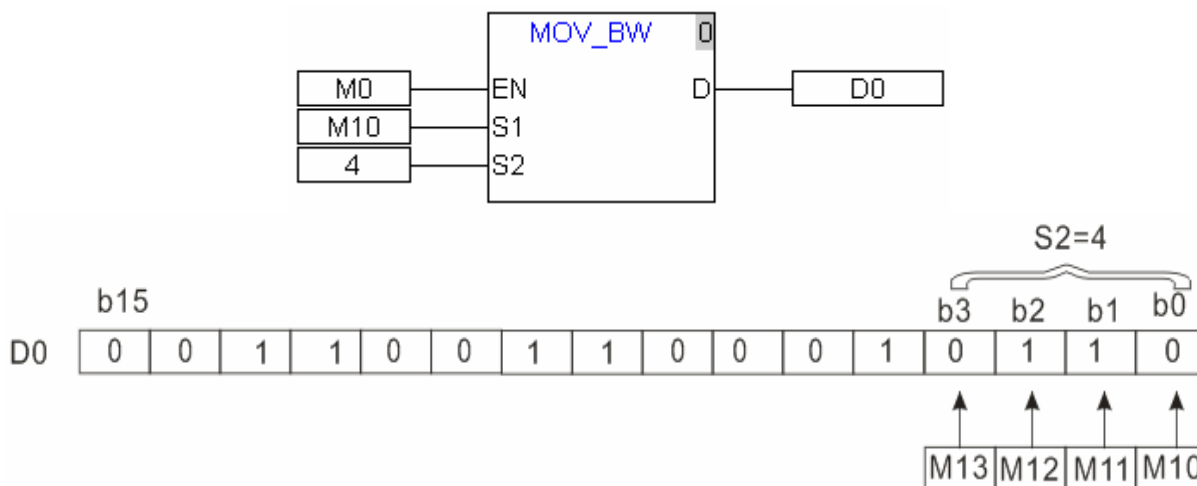 MOV_BW 0
M0 EN D D0
M10 S1
4 S2
S2=4
b15 b3 b2 b1 b0
D0 0 0 1 1 0 0 1 1 0 0 0 1 0 1 1 0
M13 M12 M11 M10